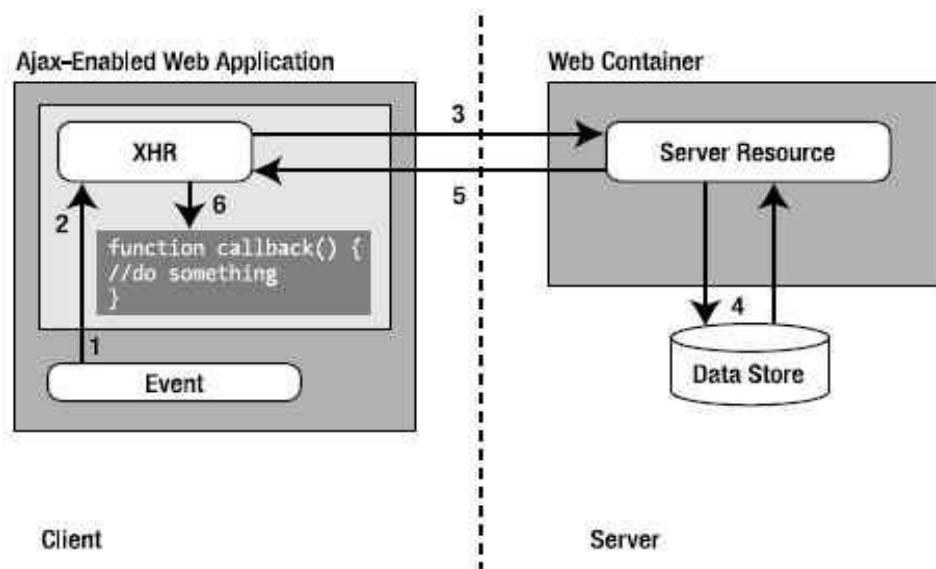 Ajax-Enabled Web Application
Web Container
XHR
3
Server Resource
5
2
6
function callback() {
//do something
}
1
Event
4
Data Store
Client
Server